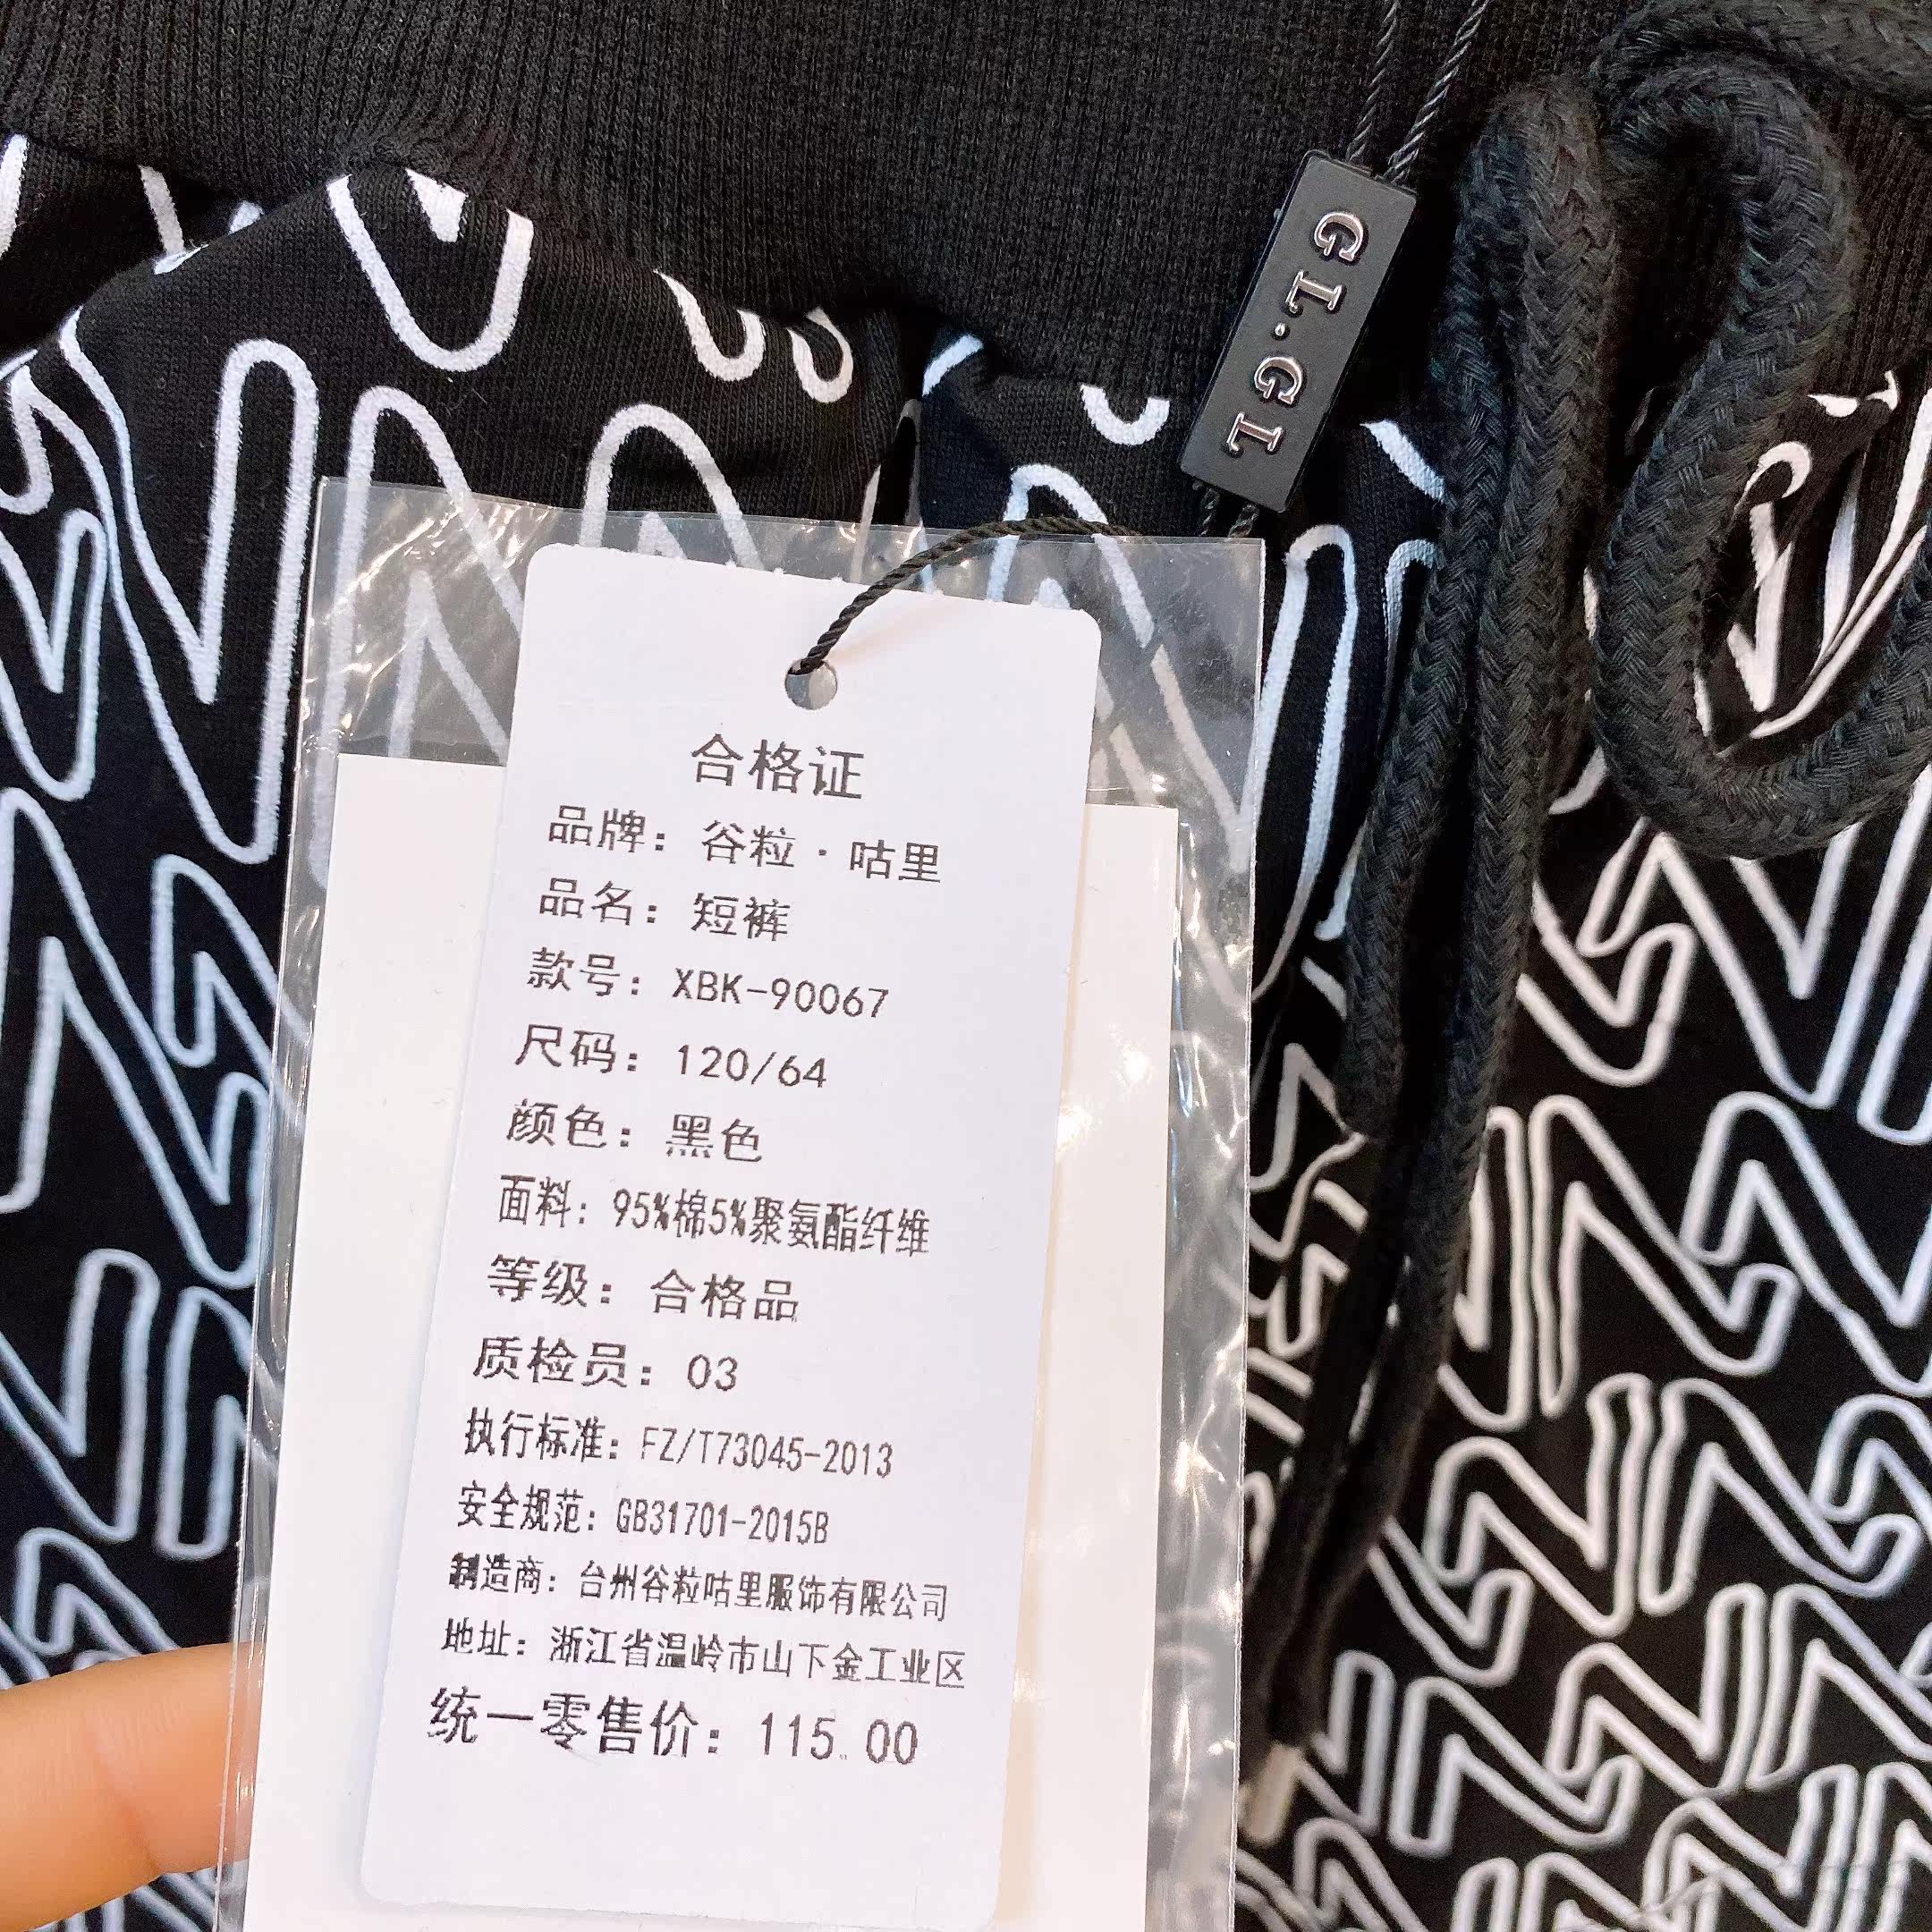 GL·GL
合格证
品牌：谷粒·咕里
品名：短裤
款号：XBK-90067
尺码：120/64
颜色：黑色
面料：95%棉5%聚氨酯纤维
等级：合格品
质检员：03
执行标准：FZ/T73045-2013
安全规范：GB31701-2015B
制造商：台州谷粒咕里服饰有限公司
地址：浙江省温岭市山下金工业区
统一零售价：115.00